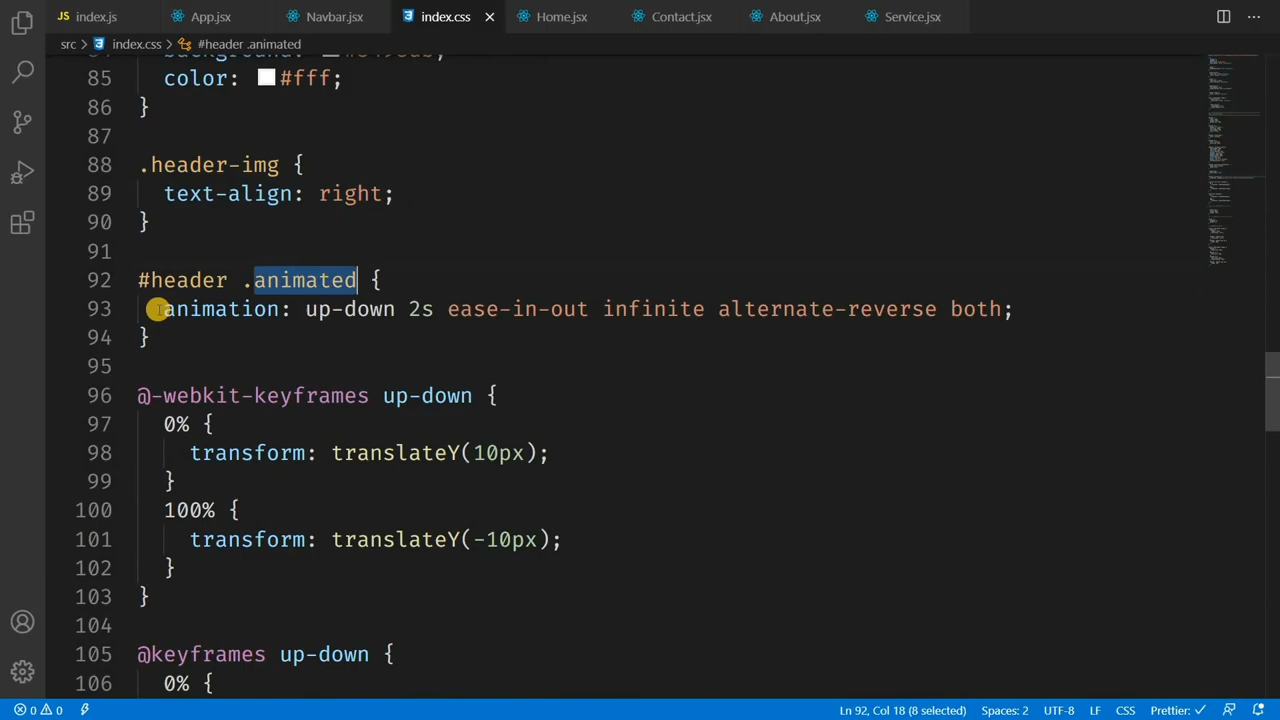 index.js App.jsx Navbar.jsx index.css Home.jsx Contact.jsx About.jsx Service.jsx
src > index.css > #header .animated
85 color: #fff;
86 }
87
88 .header-img {
89 text-align: right;
90 }
91
92 #header .animated {
93 animation: up-down 2s ease-in-out infinite alternate-reverse both;
94 }
95
96 @-webkit-keyframes up-down {
97 0% {
98 transform: translateY(10px);
99 }
100 100% {
101 transform: translateY(-10px);
102 }
103 }
104
105 @keyframes up-down {
106 0% {
0 0 Ln 92, Col 18 (8 selected) Spaces: 2 UTF-8 LF CSS Prettier: ✓